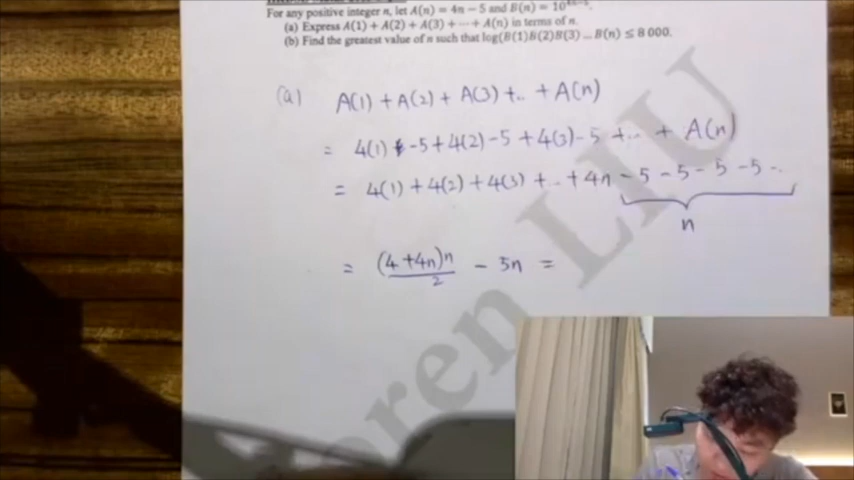 For any positive integer n, let A(n) = 4n − 5 and B(n) =
(a) Express A(1) + A(2) + A(3) + ⋯ + A(n) in terms of n.
(b) Find the greatest value of n such that log(B(1)B(2)B(3) … B(n) ≤ 8 000.
(a) A(1) + A(2) + A(3) + .. + A(n)
= 4(1) -5 + 4(2) - 5 + 4(3) - 5 + .. + A(n)
= 4(1) + 4(2) + 4(3) + .. + 4n - 5 - 5 - 5 - 5 - ..
n
= (4 + 4n)n / 2 - 5n =
oren LIU